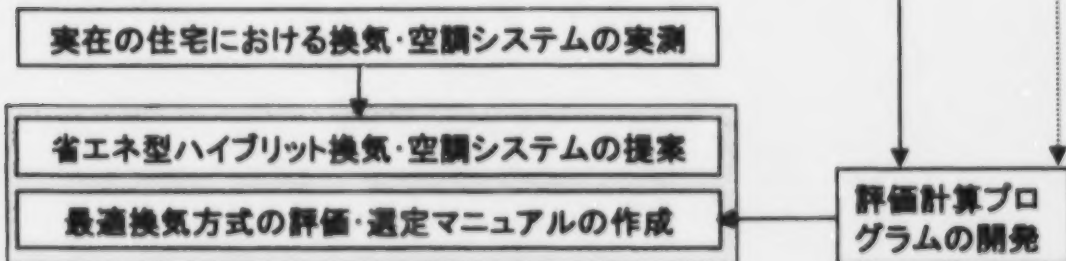 実在の住宅における換気･空調システムの実測
省エネ型ハイブリット換気･空調システムの提案
最適換気方式の評価･選定マニュアルの作成
評価計算プロ
グラムの開発